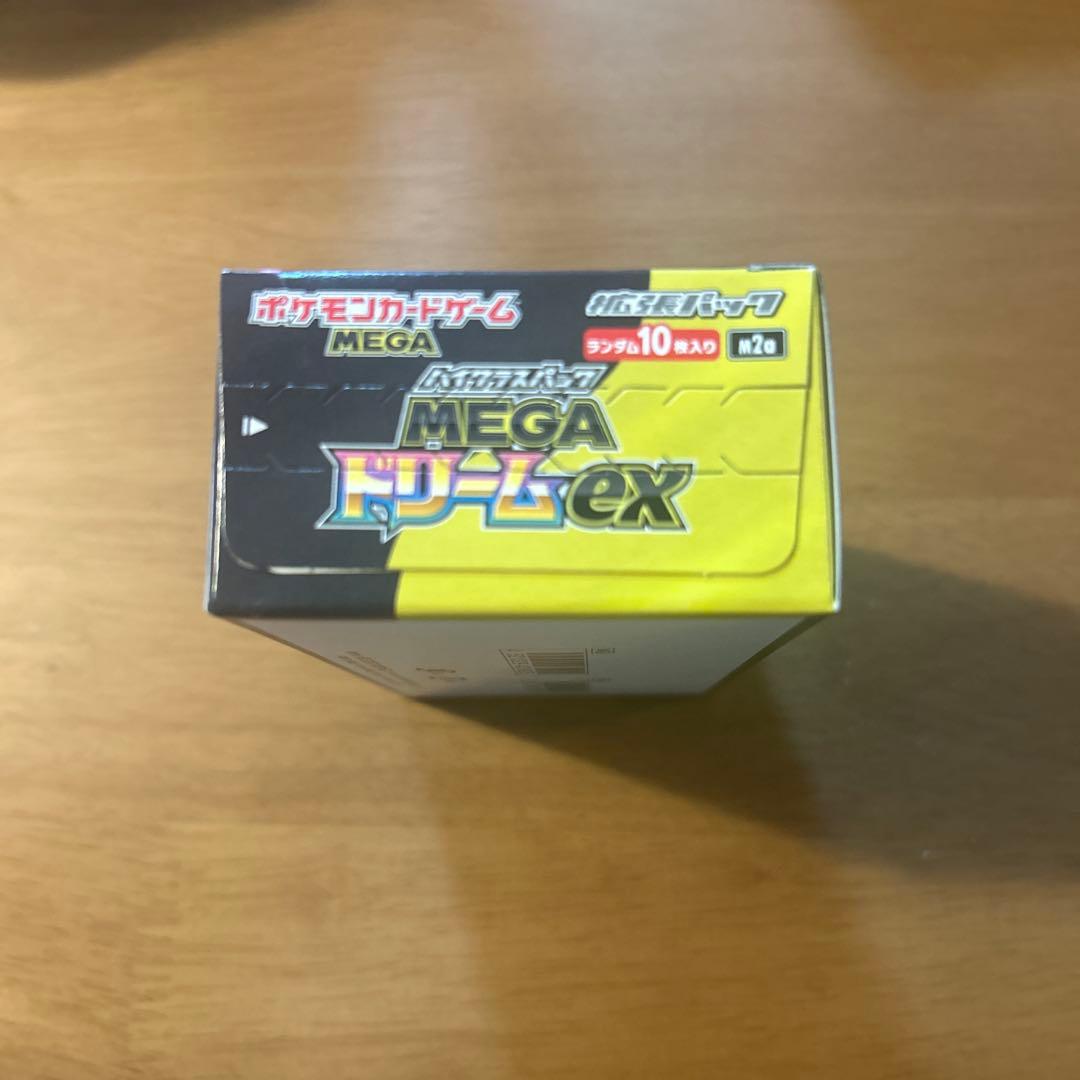 ポケモンカードゲーム
MEGA
拡張パック
ランダム10枚入り
m2a
ハイクラスパック
MEGA
ドリームex